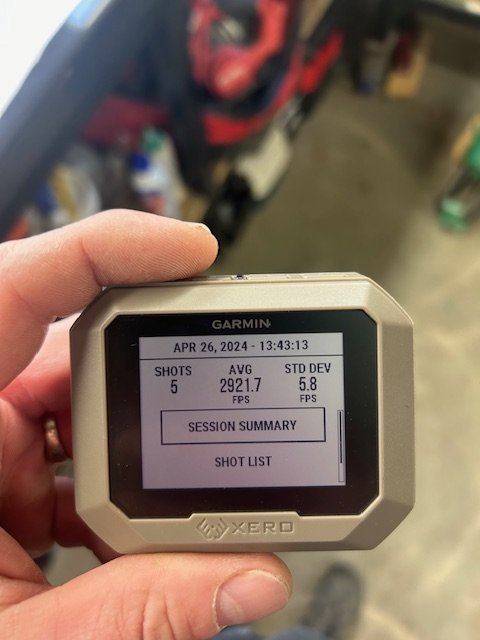 GARMIN
APR 26, 2024 - 13:43:13
SHOTS AVG STD DEV
5 2921.7 5.8
FPS FPS
SESSION SUMMARY
SHOT LIST
XERO